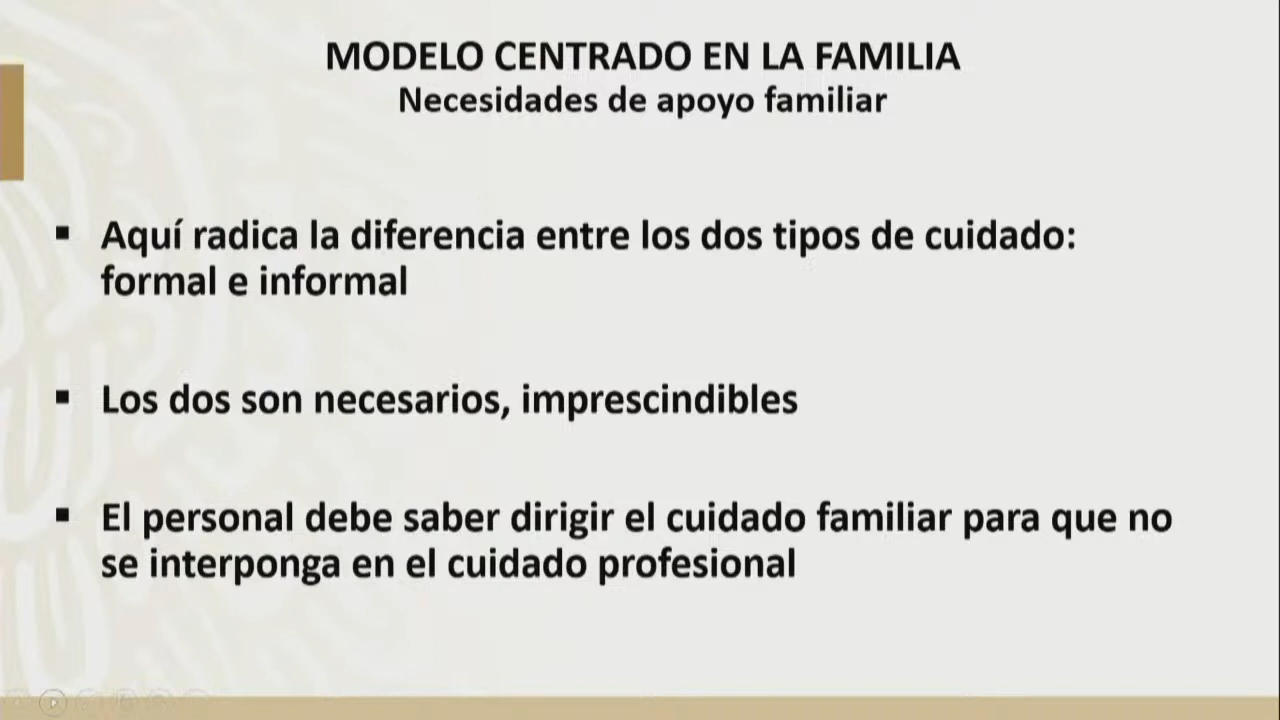 MODELO CENTRADO EN LA FAMILIA
Necesidades de apoyo familiar
▪ Aquí radica la diferencia entre los dos tipos de cuidado:
formal e informal
▪ Los dos son necesarios, imprescindibles
▪ El personal debe saber dirigir el cuidado familiar para que no
se interponga en el cuidado profesional